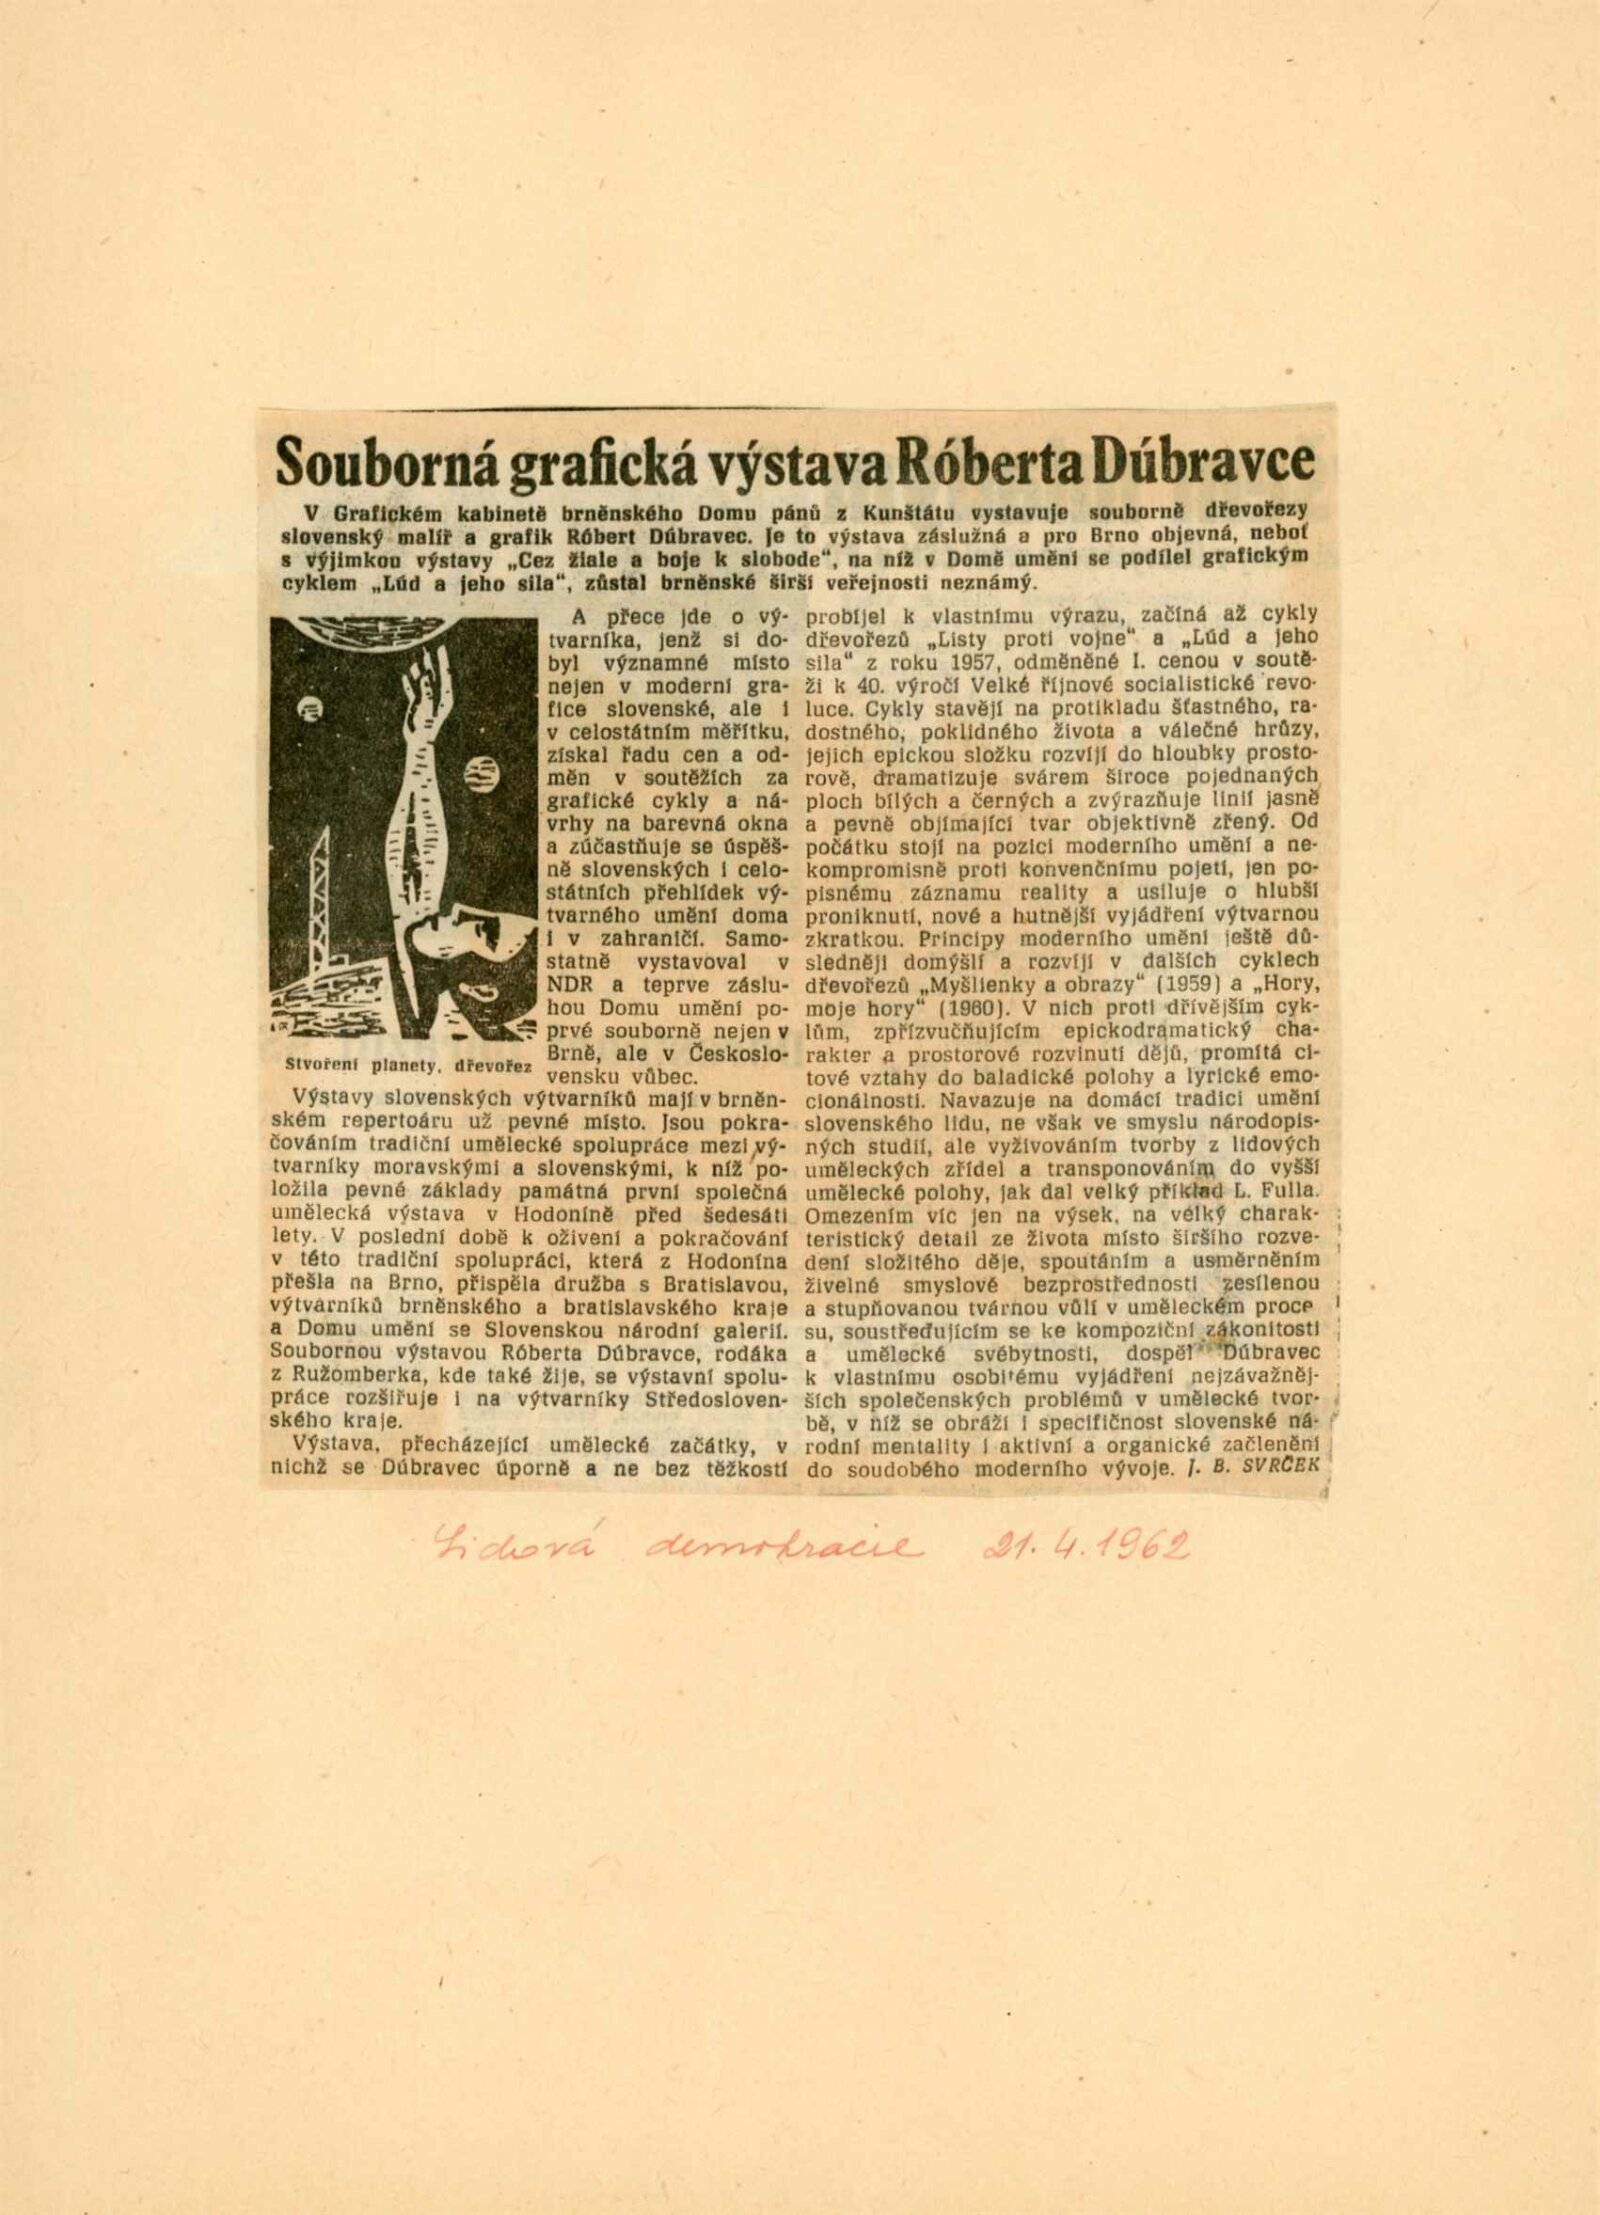 Souborná grafická výstava Róberta Dúbravce
V Grafickém kabinetě brněnského Domu pánů z Kunštátu vystavuje souborně dřevořezy
slovenský malíř a grafik Róbert Dúbravec. Je to výstava záslužná a pro Brno objevná, neboť
s výjimkou výstavy „Cez žiale a boje k slobode“, na níž v Domě umění se podílel grafickým
cyklem „Lúd a jeho sila“, zůstal brněnské širší veřejnosti neznámý.
A přece jde o vý-
tvarníka, jenž si do-
byl významné místo
nejen v moderní gra-
fice slovenské, ale i
v celostátním měřítku,
získal řadu cen a od-
měn v soutěžích za
grafické cykly a ná-
vrhy na barevná okna
a zúčastňuje se úspěš-
ně slovenských i celo-
státních přehlídek vý-
tvarného umění doma
i v zahraničí. Samo-
statně vystavoval v
NDR a teprve záslu-
hou Domu umění po-
prvé souborně nejen v
Brně, ale v Českoslo-
vensku vůbec.
Stvoření planety, dřevořez
Výstavy slovenských výtvarníků mají v brněn-
ském repertoáru už pevné místo. Jsou pokra-
čováním tradiční umělecké spolupráce mezi vý-
tvarníky moravskými a slovenskými, k níž po-
ložila pevné základy památná první společná
umělecká výstava v Hodoníně před šedesáti
lety. V poslední době k oživení a pokračování
v této tradiční spolupráci, která z Hodonína
přešla na Brno, přispěla družba s Bratislavou,
výtvarníků brněnského a bratislavského kraje
a Domu umění se Slovenskou národní galerií.
Soubornou výstavou Róberta Dúbravce, rodáka
z Ružomberka, kde také žije, se výstavní spolu-
práce rozšiřuje i na výtvarníky Středosloven-
ského kraje.
Výstava, přecházející umělecké začátky, v
nichž se Dúbravec úporně a ne bez těžkostí
probíjel k vlastnímu výrazu, začíná až cykly
dřevořezů „Listy proti vojne“ a „Lúd a jeho
sila“ z roku 1957, odměněné I. cenou v soutě-
ži k 40. výročí Velké říjnové socialistické revo-
luce. Cykly stavějí na protikladu šťastného, ra-
dostného, poklidného života a válečné hrůzy,
jejich epickou složku rozvíjí do hloubky prosto-
rově, dramatizuje svárem široce pojednaných
ploch bílých a černých a zvýrazňuje linií jasně
a pevně objímající tvar objektivně zřený. Od
počátku stojí na pozici moderního umění a ne-
kompromisně proti konvenčnímu pojetí, jen po-
pisnému záznamu reality a usiluje o hlubší
proniknutí, nové a hutnější vyjádření výtvarnou
zkratkou. Principy moderního umění ještě dů-
sledněji domýšlí a rozvíjí v dalších cyklech
dřevořezů „Myšlienky a obrazy“ (1959) a „Hory,
moje hory“ (1960). V nich proti dřívějším cyk-
lům, zpřízvučňujícím epickodramatický cha-
rakter a prostorové rozvinutí dějů, promítá ci-
tové vztahy do baladické polohy a lyrické emo-
cionálnosti. Navazuje na domácí tradici umění
slovenského lidu, ne však ve smyslu národopis-
ných studií, ale vyživováním tvorby z lidových
uměleckých zřídel a transponováním do vyšší
umělecké polohy, jak dal velký příklad L. Fulla.
Omezením víc jen na výsek, na velký charak-
teristický detail ze života místo širšího rozve-
dení složitého děje, spoutáním a usměrněním
živelné smyslové bezprostřednosti zesílenou
a stupňovanou tvárnou vůlí v uměleckém proce
su, soustřeďujícím se ke kompoziční zákonitosti
a umělecké svébytnosti, dospěl Dúbravec
k vlastnímu osobitému vyjádření nejzávažněj-
ších společenských problémů v umělecké tvor-
bě, v níž se obráží i specifičnost slovenské ná-
rodní mentality i aktivní a organické začlenění
do soudobého moderního vývoje. J. B. SVRČEK
Lidová demokracie 21. 4. 1962